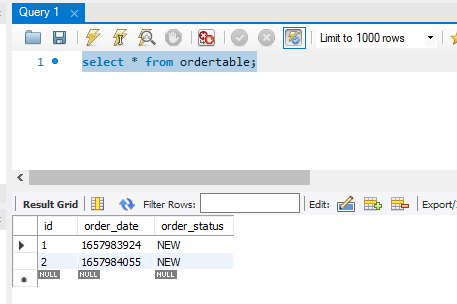 Query 1
Limit to 1000 rows
1 select * from ordertable;
Result Grid Filter Rows: Edit: Export/
id order_date order_status
1 1657983924 NEW
2 1657984055 NEW
NULL NULL NULL